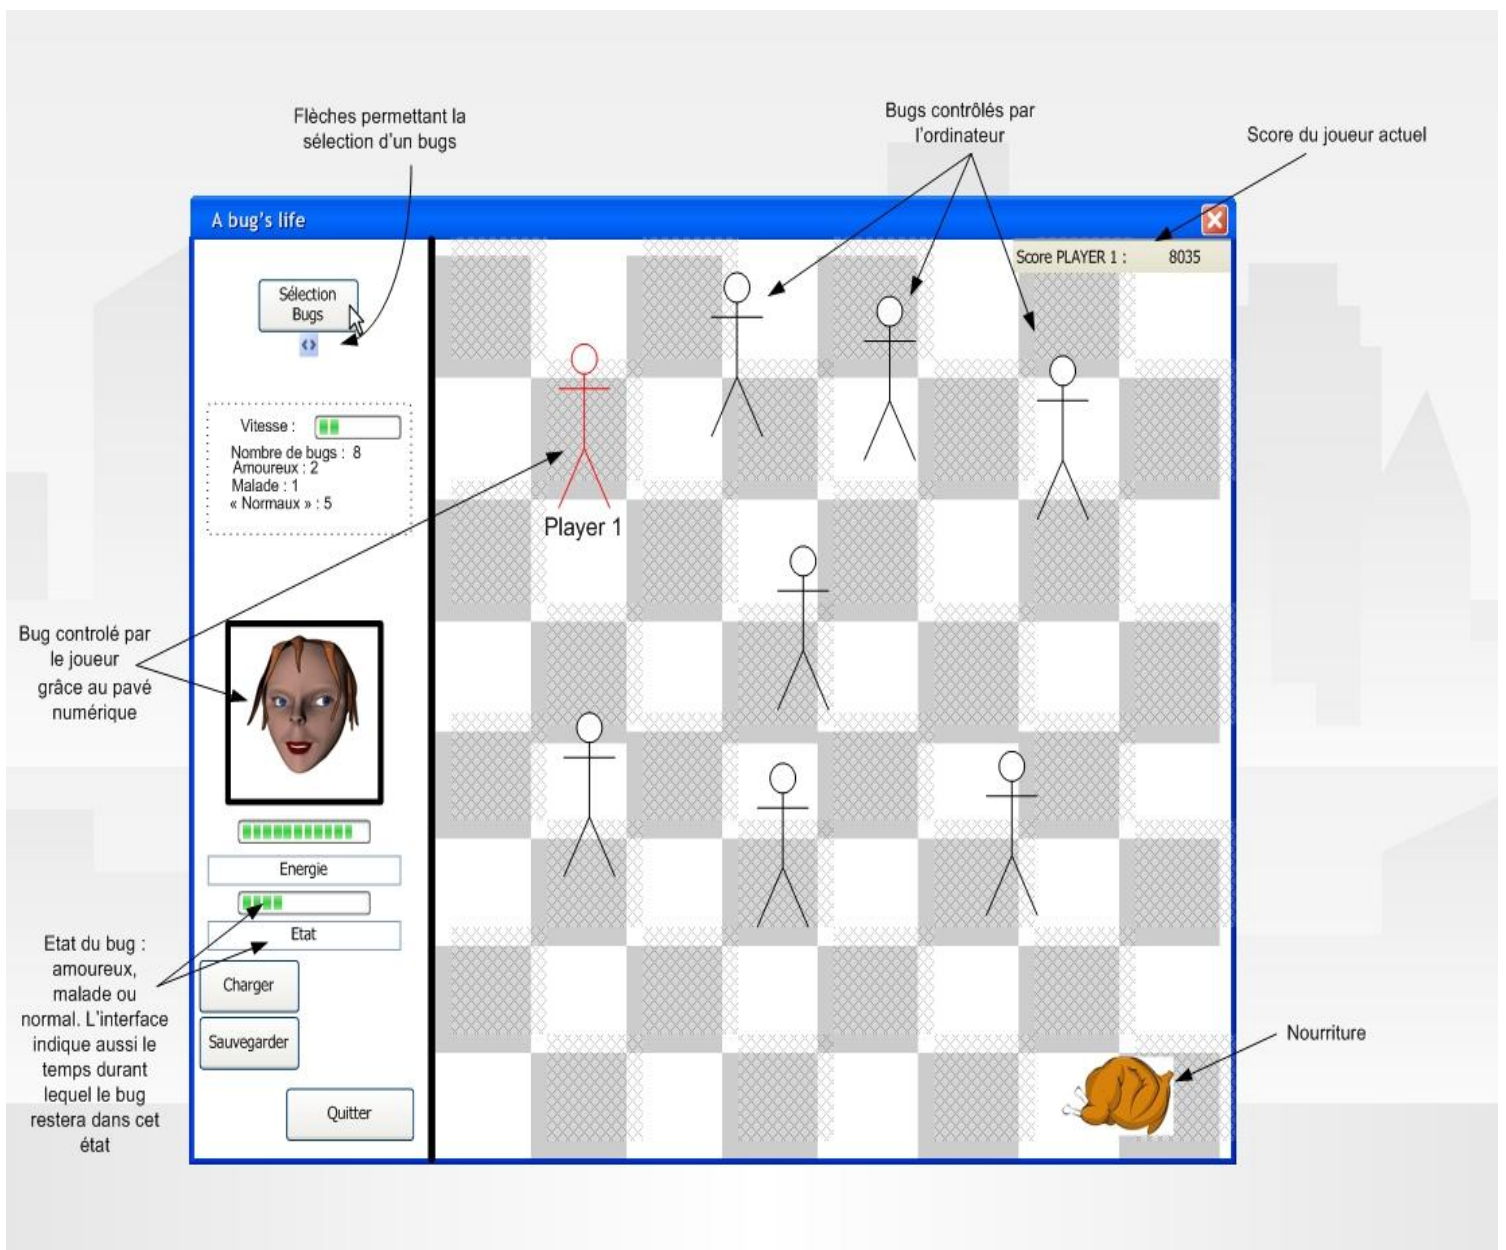 Flèches permettant la
sélection d'un bugs
Bugs contrôlés par
l'ordinateur
Score du joueur actuel
A bug's life
Score PLAYER 1 : 8035
Sélection
Bugs
Vitesse :
Nombre de bugs : 8
Amoureux : 2
Malade : 1
« Normaux » : 5
Player 1
Bug controlé par
le joueur
grâce au pavé
numérique
Energie
Etat
Etat du bug :
amoureux,
malade ou
normal. L'interface
indique aussi le
temps durant
lequel le bug
restera dans cet
état
Charger
Sauvegarder
Quitter
Nourriture